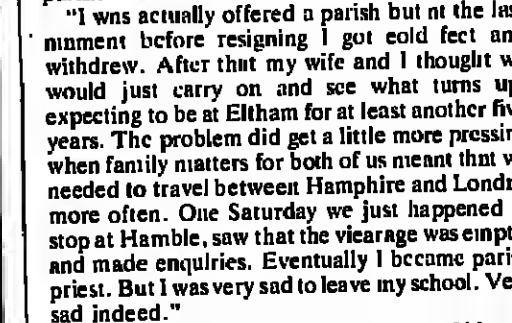 "I was actually offered a parish but at the las
moment before resigning I got cold feet an
withdrew. After that my wife and I thought w
would just carry on and see what turns up
expecting to be at Eltham for at least another fiv
years. The problem did get a little more pressin
when family matters for both of us meant that w
needed to travel between Hamphire and Lond
more often. One Saturday we just happened
stop at Hamble, saw that the viearage was empt
and made enquiries. Eventually I became pari
priest. But I was very sad to leave my school. Ve
sad indeed."